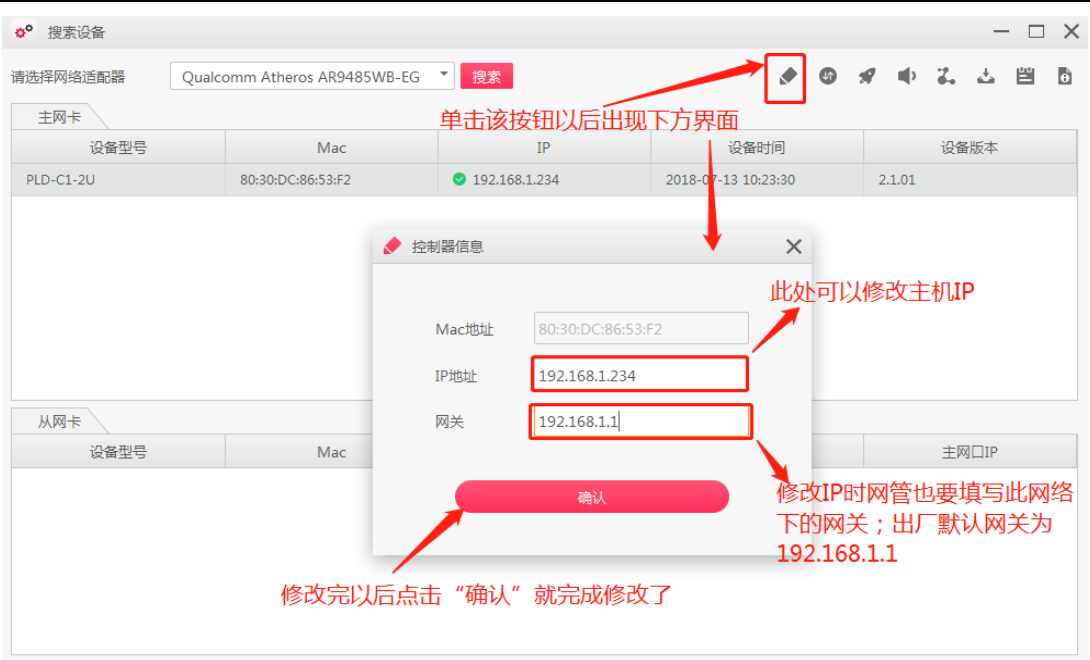 搜素设备
请选择网络适配器
Qualcomm Atheros AR9485WB-EG
搜索
单击该按钮以后出现下方界面
主网卡
设备型号
Mac
IP
设备时间
设备版本
PLD-C1-2U
80:30:DC:86:53:F2
192.168.1.234
2018-07-13 10:23:30
2.1.01
控制器信息
此处可以修改主机IP
Mac地址
80:30:DC:86:53:F2
IP地址
192.168.1.234
网关
192.168.1.1
从网卡
设备型号
Mac
主网口IP
确认
修改IP时网管也要填写此网络
下的网关；出厂默认网关为
192.168.1.1
修改完以后点击“确认”就完成修改了